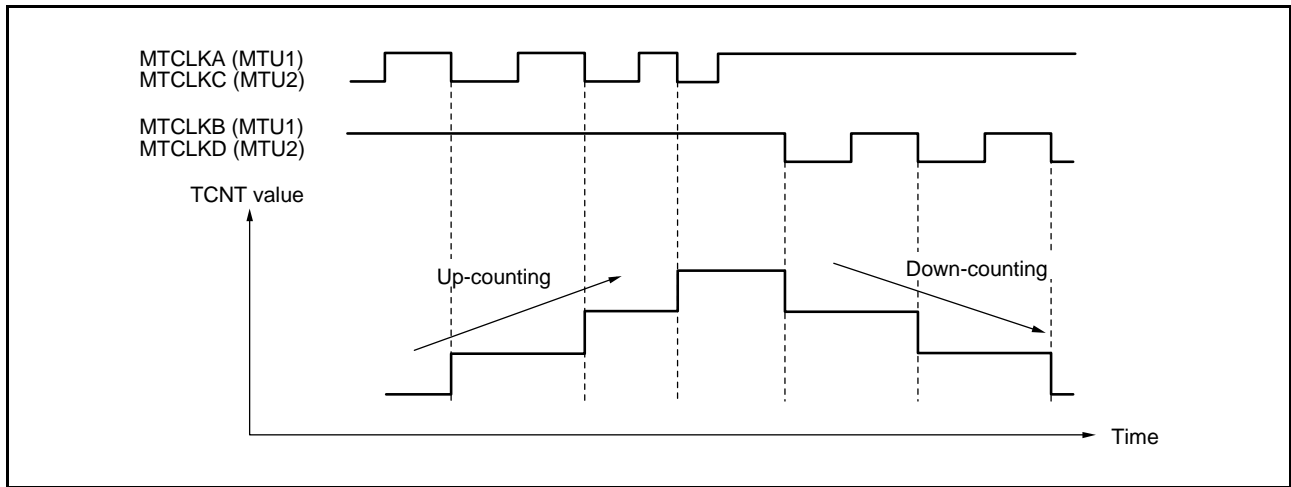 MTCLKA (MTU1)
MTCLKC (MTU2)
MTCLKB (MTU1)
MTCLKD (MTU2)
TCNT value
Up-counting
Down-counting
Time